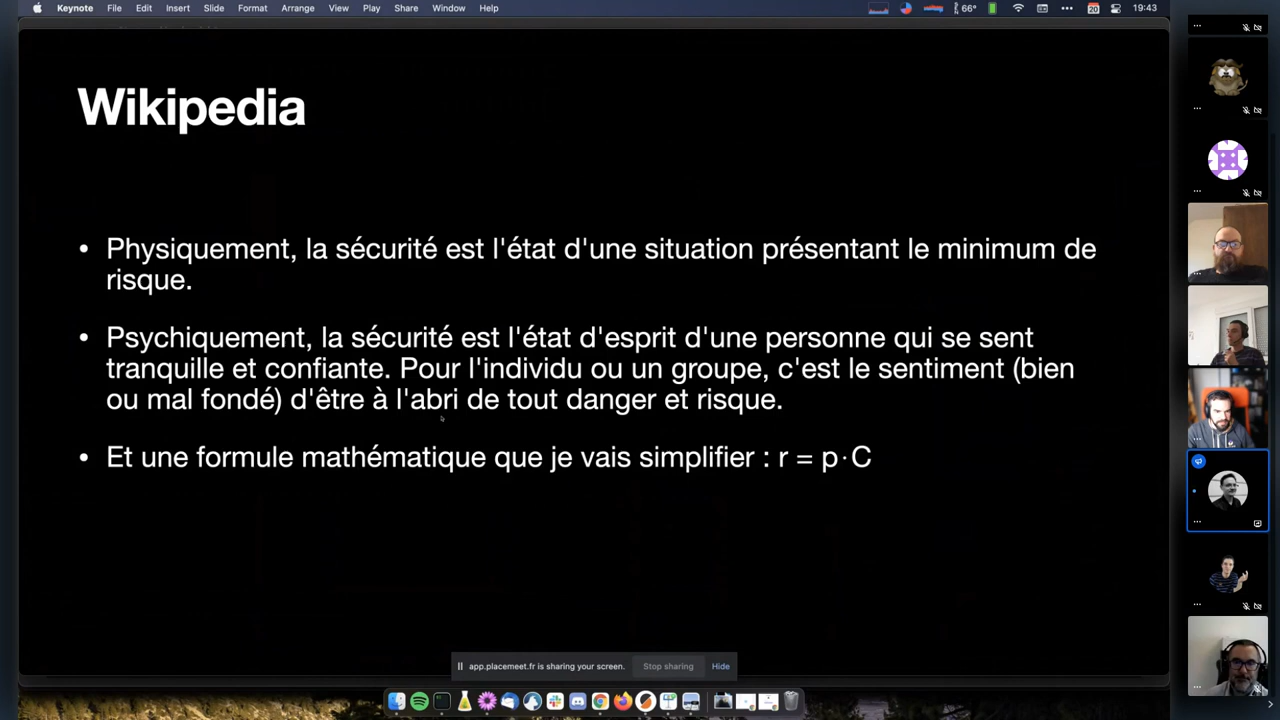 Keynote File Edit Insert Slide Format Arrange View Play Share Window Help 66° 20 19:43
Wikipedia
• Physiquement, la sécurité est l'état d'une situation présentant le minimum de
risque.
• Psychiquement, la sécurité est l'état d'esprit d'une personne qui se sent
tranquille et confiante. Pour l'individu ou un groupe, c'est le sentiment (bien
ou mal fondé) d'être à l'abri de tout danger et risque.
• Et une formule mathématique que je vais simplifier : r = p·C
app.placemeet.fr is sharing your screen. Stop sharing Hide